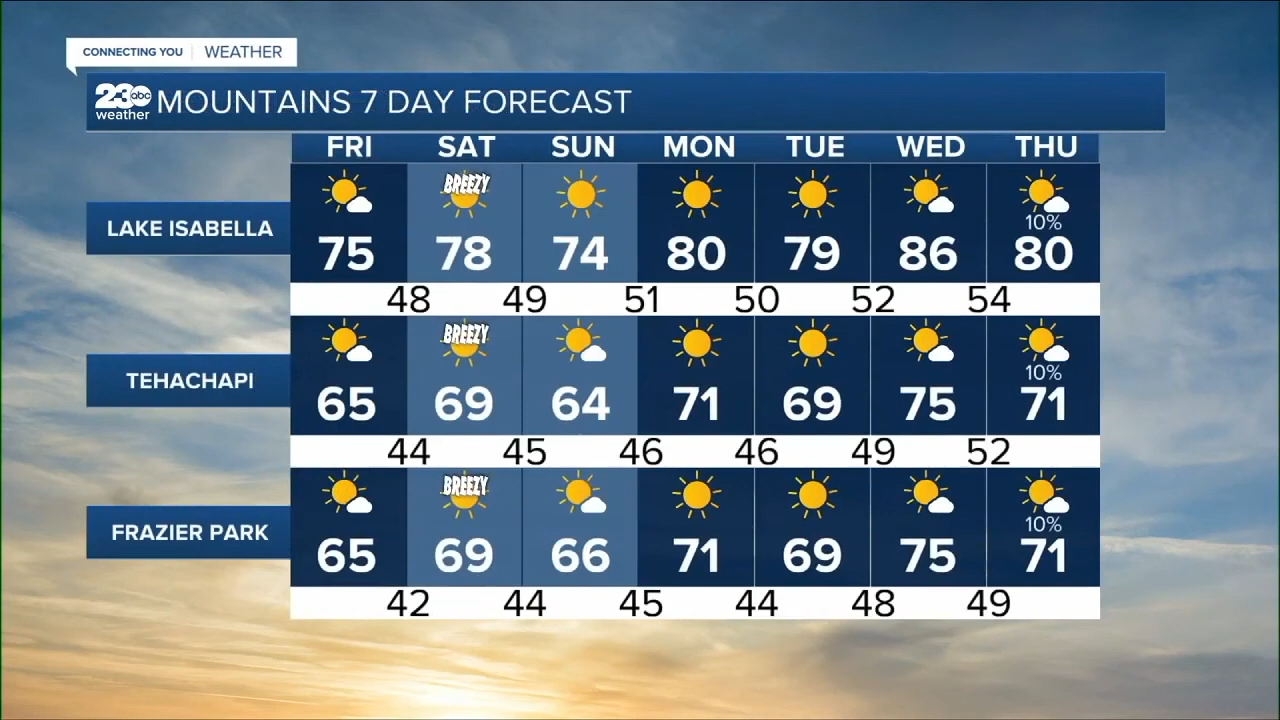 CONNECTING YOU WEATHER
23 abc
weather
MOUNTAINS 7 DAY FORECAST
FRI SAT SUN MON TUE WED THU
BREEZY
10%
LAKE ISABELLA
75 78 74 80 79 86 80
48 49 51 50 52 54
BREEZY
10%
TEHACHAPI
65 69 64 71 69 75 71
44 45 46 46 49 52
BREEZY
10%
FRAZIER PARK
65 69 66 71 69 75 71
42 44 45 44 48 49